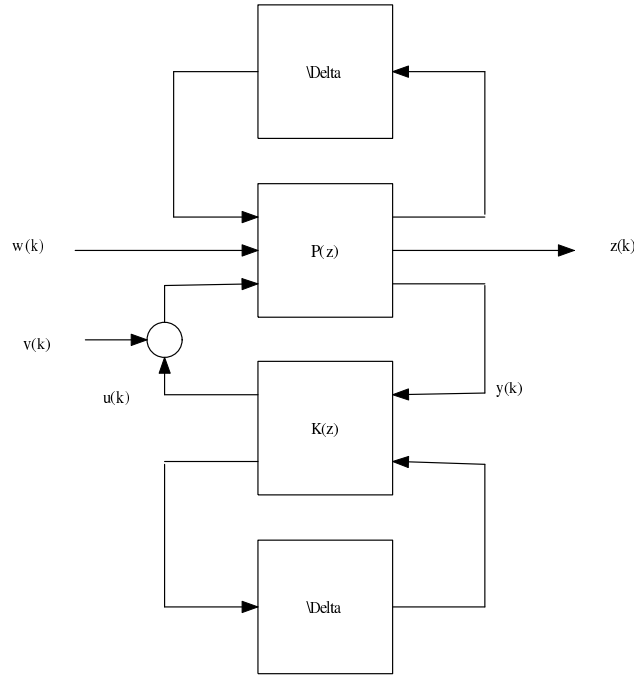 \Delta
w(k)
P(z)
z(k)
v(k)
u(k)
y(k)
K(z)
\Delta